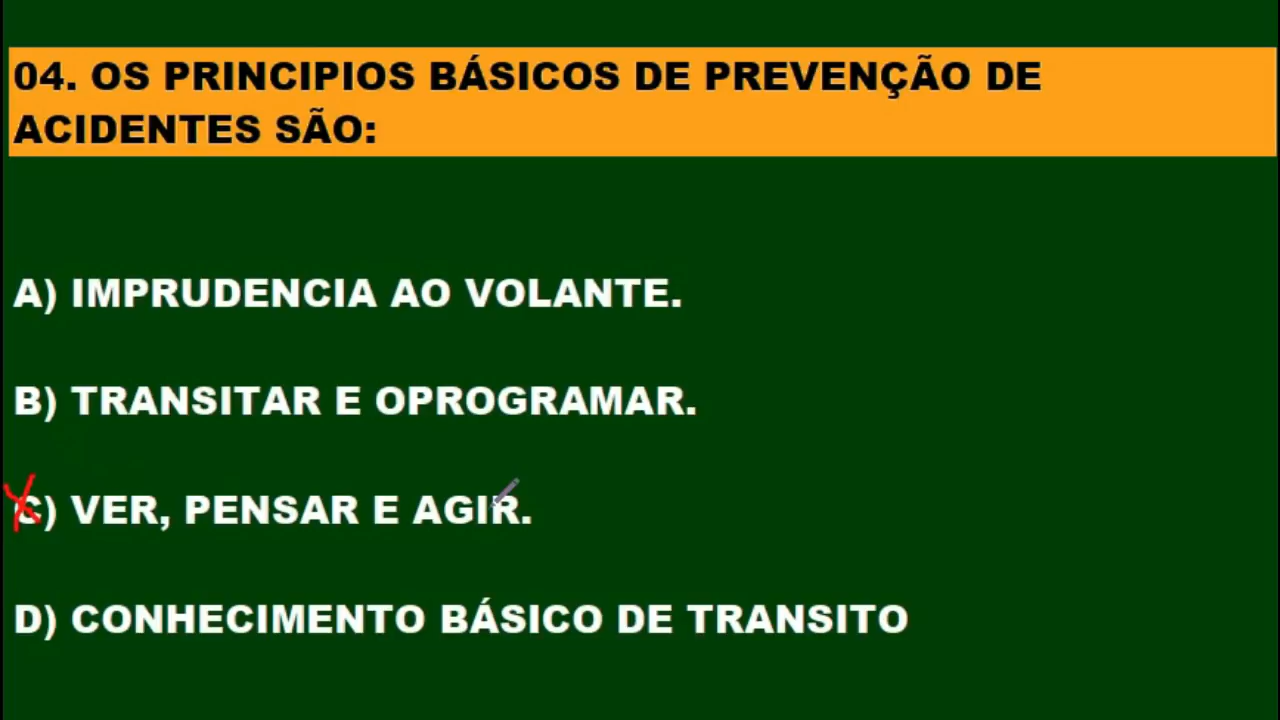 04. OS PRINCIPIOS BÁSICOS DE PREVENÇÃO DE
ACIDENTES SÃO:
A) IMPRUDENCIA AO VOLANTE.
B) TRANSITAR E OPROGRAMAR.
C) VER, PENSAR E AGIR.
D) CONHECIMENTO BÁSICO DE TRANSITO